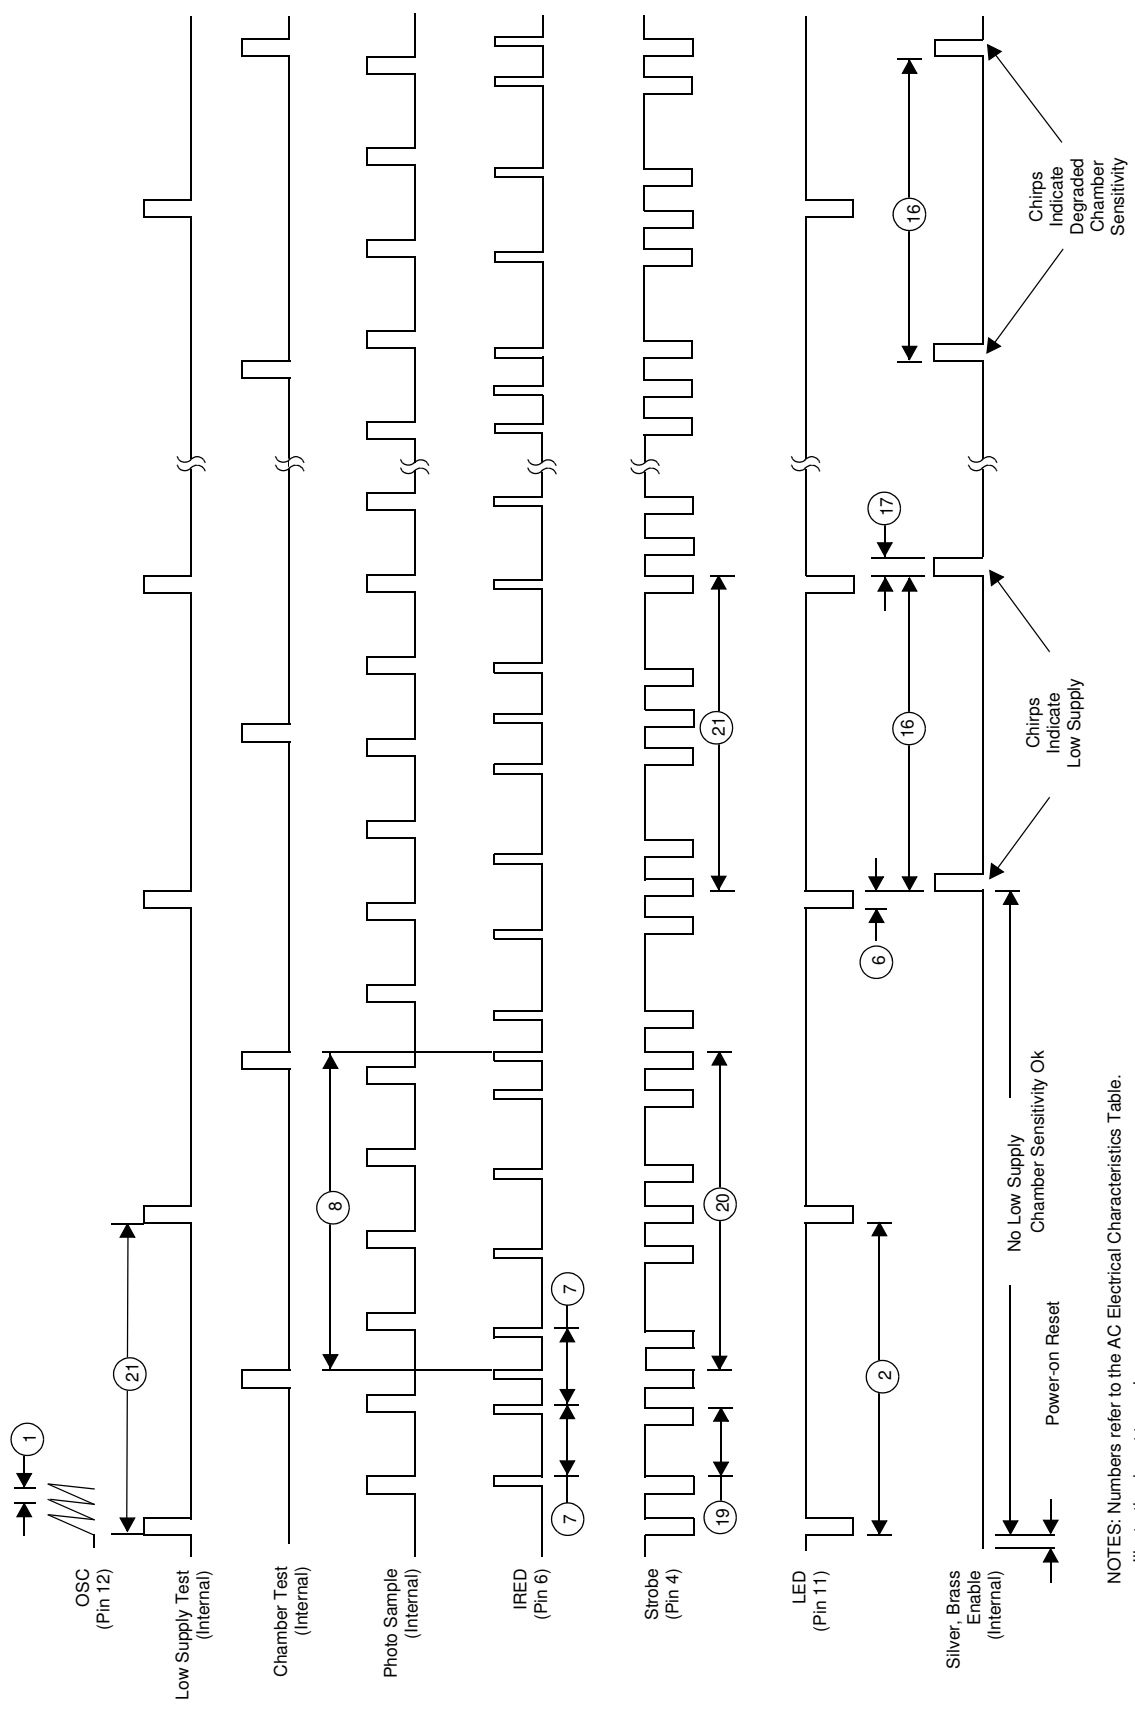 OSC
(Pin 12)
Low Supply Test
(Internal)
Chamber Test
(Internal)
Photo Sample
(Internal)
IRED
(Pin 6)
Strobe
(Pin 4)
LED
(Pin 11)
Silver, Brass
Enable
(Internal)
1
21
8
7
7
19
20
21
2
6
16
17
16
Power-on Reset
No Low Supply
Chamber Sensitivity Ok
Chirps
Indicate
Low Supply
Chirps
Indicate
Degraded
Chamber
Sensitivity
NOTES: Numbers refer to the AC Electrical Characteristics Table.